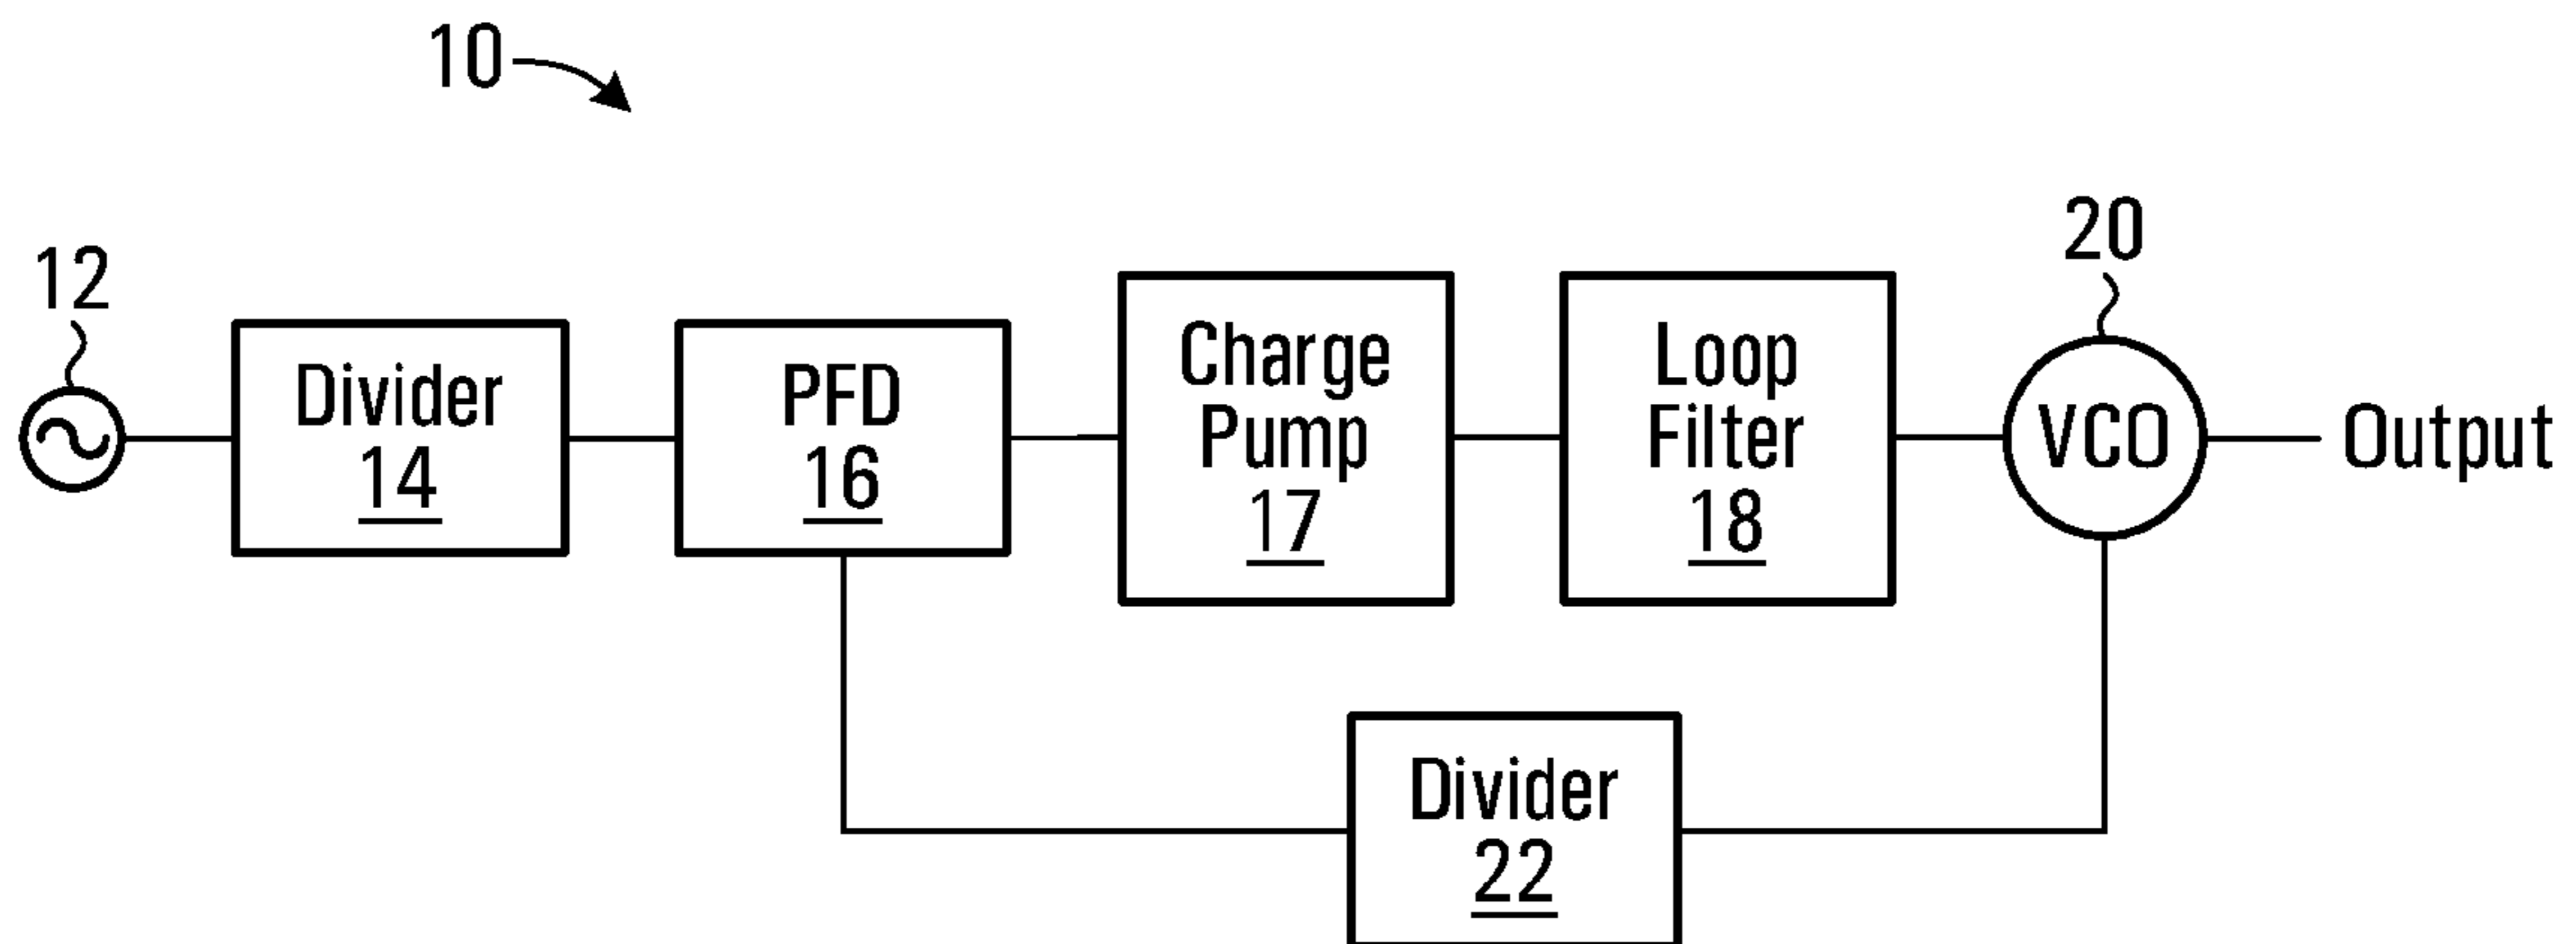 10
12
20
Divider
14
PFD
16
Charge
Pump
17
Loop
Filter
18
VCO
Output
Divider
22